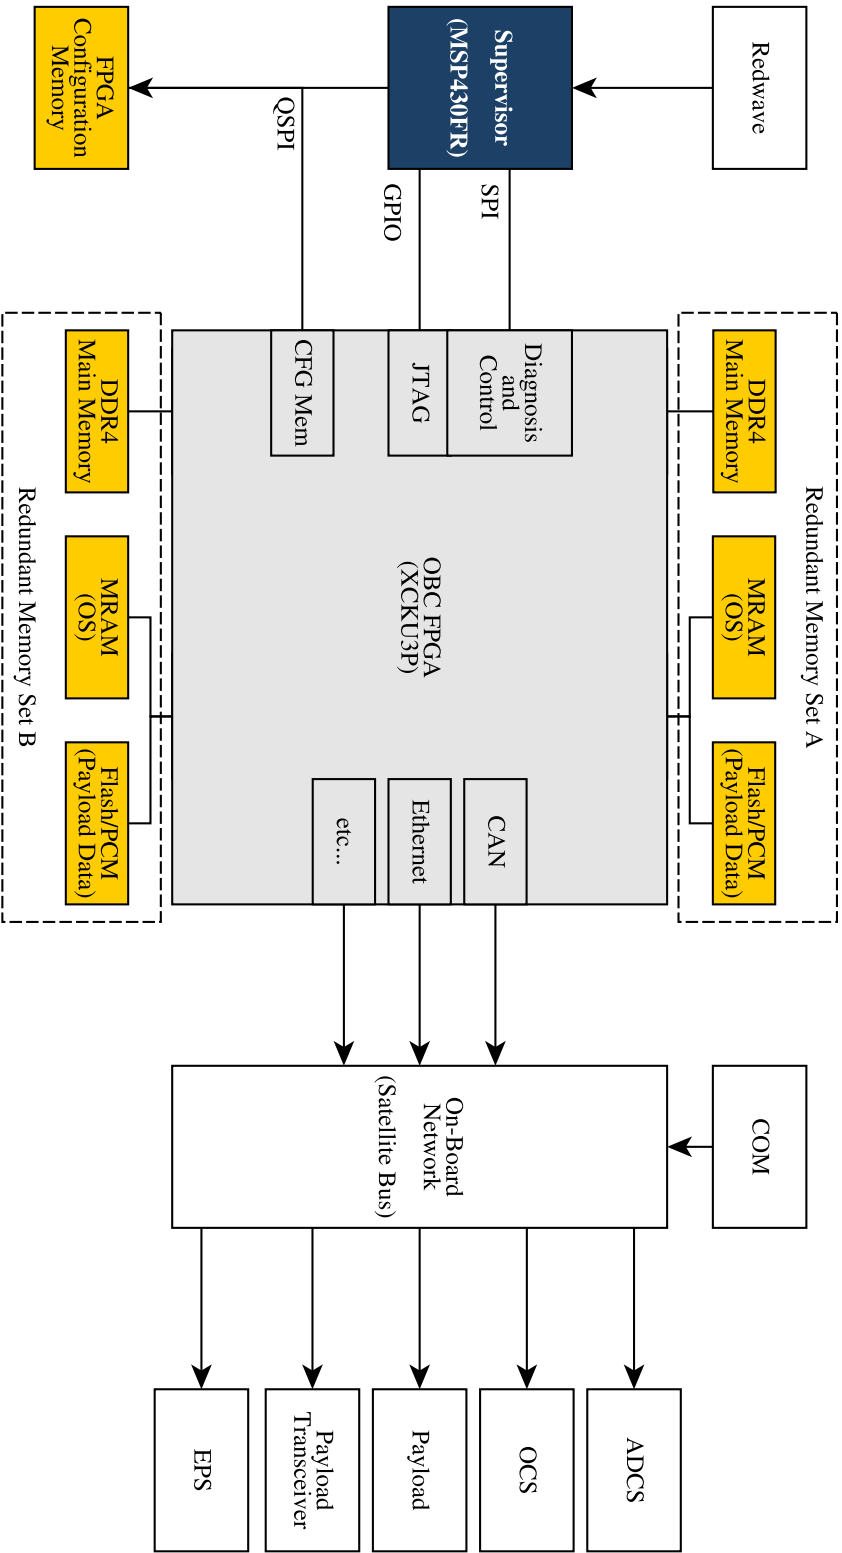 Redwave
Supervisor
(MSP430FR)
FPGA
Configuration
Memory
SPI
GPIO
QSPI
Redundant Memory Set A
DDR4
Main Memory
MRAM
(OS)
Flash/PCM
(Payload Data)
Diagnosis
and
Control
JTAG
CFG Mem
OBC FPGA
(XCKU3P)
CAN
Ethernet
etc...
DDR4
Main Memory
MRAM
(OS)
Flash/PCM
(Payload Data)
Redundant Memory Set B
COM
On-Board
Network
(Satellite Bus)
ADCS
OCS
Payload
Payload
Transceiver
EPS